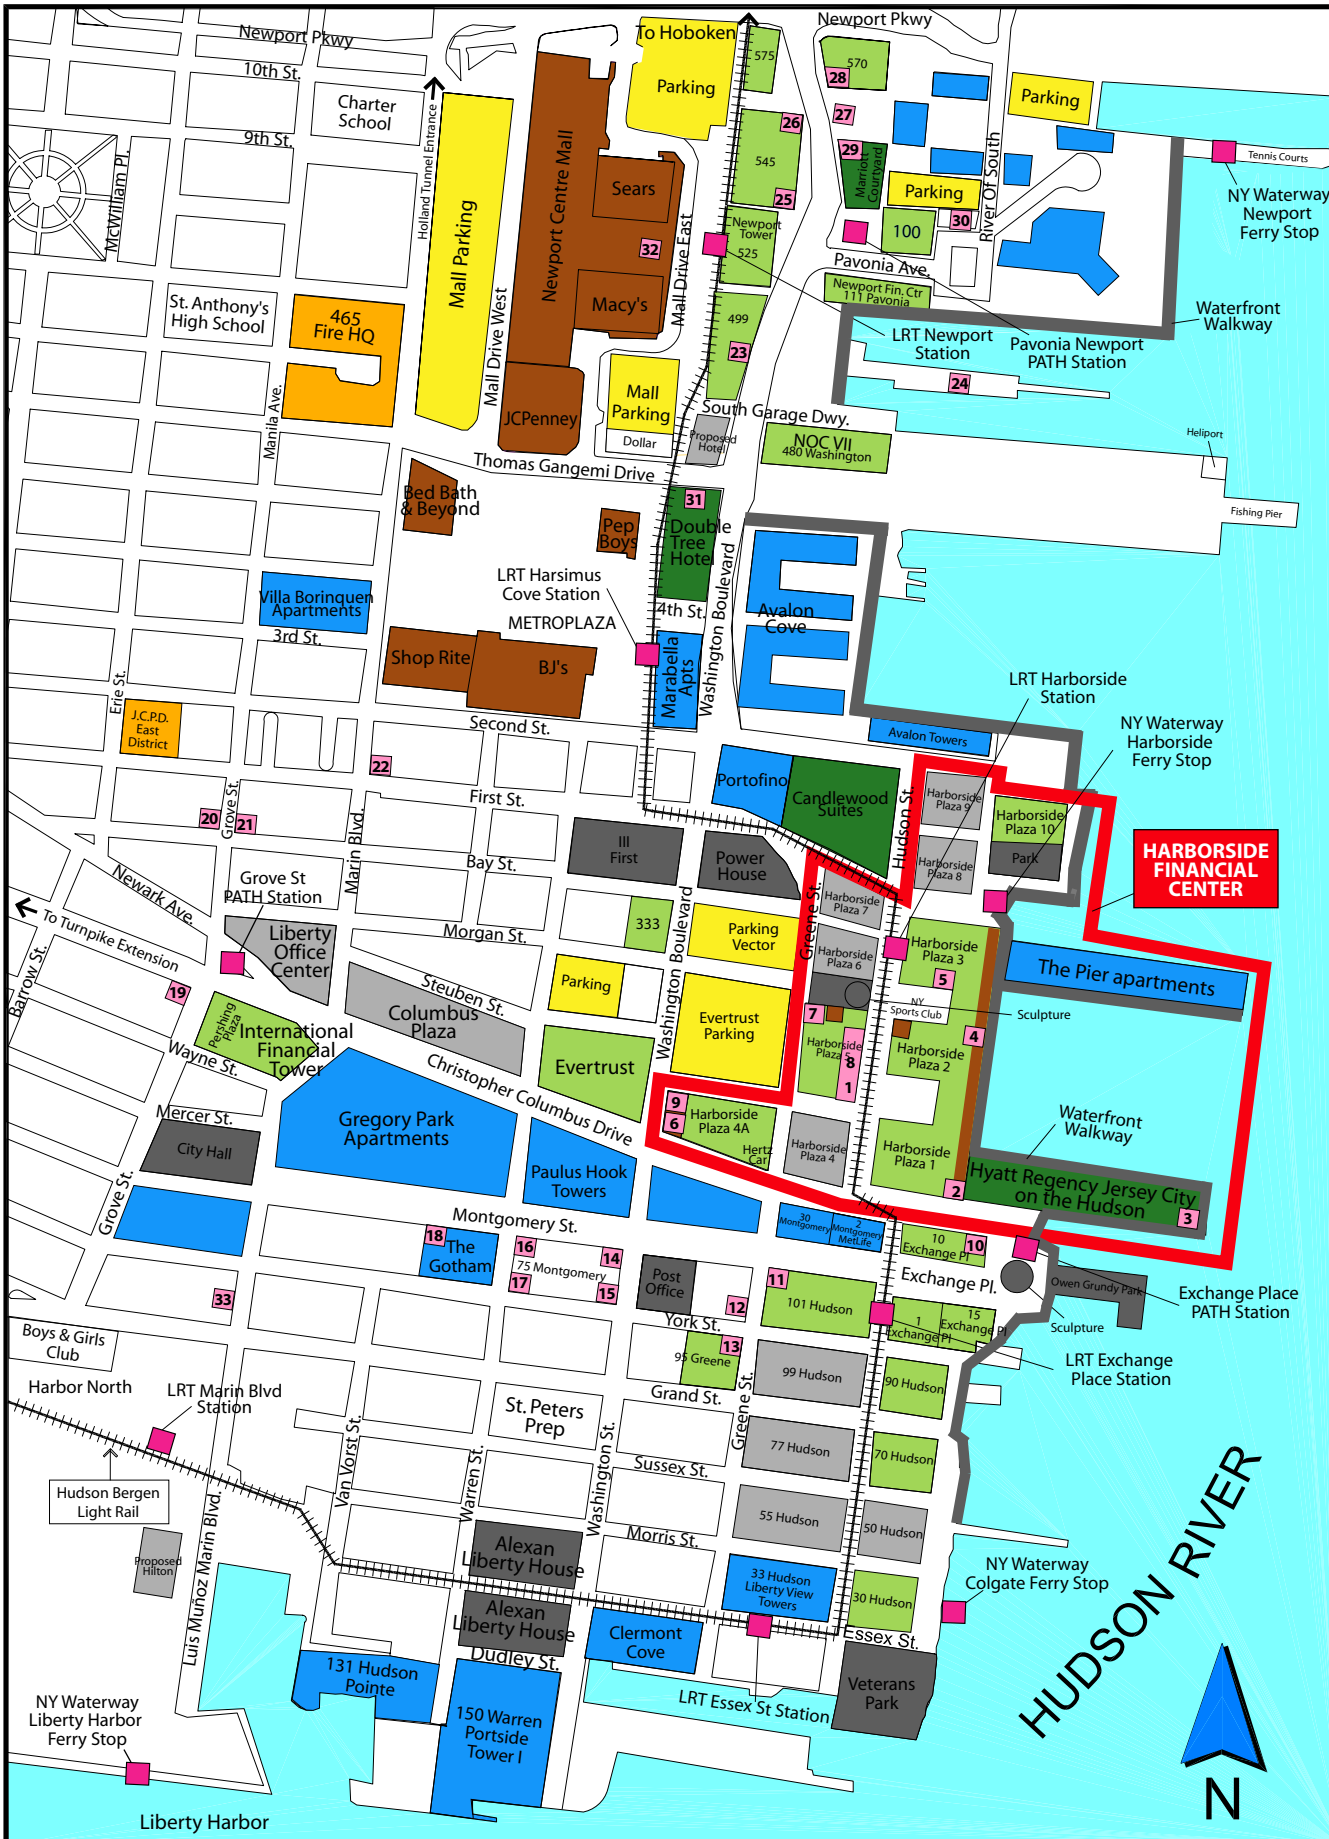 Newport Pkwy
10th St.
Charter
School
9th St.
McWilliam Pl.
Holland Tunnel Entrance
To Hoboken
Parking
Newport Pkwy
575
570
28
27
26
545
25
29
Marriott
Courtyard
Parking
Parking
River Of South
Tennis Courts
NY Waterway
Newport
Ferry Stop
100
30
Pavonia Ave.
CNewport
Tower
525
Newport Fin. Ctr
111 Pavonia
Waterfront
Walkway
LRT Newport
Station
Pavonia Newport
PATH Station
24
499
23
Mall Parking
Newport Centre Mall
Sears
32
Macy's
Mall Drive East
Mall Drive West
JCPenney
Mall
Parking
Dollar
Proposed
Hotel
South Garage Dwy.
NOC VII
480 Washington
Heliport
Fishing Pier
St. Anthony's
High School
465
Fire HQ
Manila Ave.
Thomas Gangemi Drive
Bed Bath
& Beyond
Pep
Boys
31
Double
Tree
Hotel
Washington Boulevard
4th St.
LRT Harsimus
Cove Station
METROPLAZA
Villa Borinquen
Apartments
3rd St.
Shop Rite
BJ's
Marabella
Apts
Avalon
Cove
Avalon Towers
LRT Harborside
Station
NY Waterway
Harborside
Ferry Stop
Erie St.
J.C.P.D.
East
District
Second St.
22
First St.
20
21
Grove St.
Marin Blvd.
Portofino
Candlewood
Suites
Hudson St.
Harborside
Plaza 9
Harborside
Plaza 10
Park
Harborside
Plaza 8
HARBORSIDE
FINANCIAL
CENTER
III
First
Power
House
Bay St.
Newark Ave.
Grove St
PATH Station
To Turnpike Extension
Barrow St.
19
Liberty
Office
Center
Morgan St.
333
Parking
Vector
Greene St.
Harborside
Plaza 7
Harborside
Plaza 6
Harborside
Plaza 3
5
The Pier apartments
Steuben St.
Parking
Washington Boulevard
Evertrust
Parking
NY
Sports Club
Sculpture
7
Harborside
Plaza 5
8
1
Harborside
Plaza 2
4
Pershing
Plaza
International
Financial
Tower
Columbus
Plaza
Christopher Columbus Drive
Evertrust
Wayne St.
Mercer St.
City Hall
Gregory Park
Apartments
Paulus Hook
Towers
9
6
Harborside
Plaza 4A
Hertz
Car
Harborside
Plaza 4
Harborside
Plaza 1
2
Waterfront
Walkway
Hyatt Regency Jersey City
on the Hudson
3
Grove St.
Montgomery St.
18
The
Gotham
16
14
75 Montgomery
17
15
Post
Office
12
30
Montgomery
2
Montgomery
MetLife
10
Exchange Pl
10
Exchange Pl.
Owen Grundy Park
Exchange Place
PATH Station
Sculpture
11
101 Hudson
1
Exchange Pl
15
Exchange Pl
LRT Exchange
Place Station
33
York St.
13
95 Greene
Grand St.
99 Hudson
90 Hudson
Boys & Girls
Club
Harbor North
LRT Marin Blvd
Station
Van Vorst St.
Warren St.
St. Peters
Prep
Washington St.
Greene St.
77 Hudson
70 Hudson
Sussex St.
Hudson Bergen
Light Rail
Proposed
Hilton
Luis Muñoz Marin Blvd.
Morris St.
55 Hudson
50 Hudson
Alexan
Liberty House
Alexan
Liberty House
33 Hudson
Liberty View
Towers
30 Hudson
Essex St.
NY Waterway
Colgate Ferry Stop
HUDSON RIVER
Clermont
Cove
Dudley St.
131 Hudson
Pointe
150 Warren
Portside
Tower I
LRT Essex St Station
Veterans
Park
NY Waterway
Liberty Harbor
Ferry Stop
Liberty Harbor
N